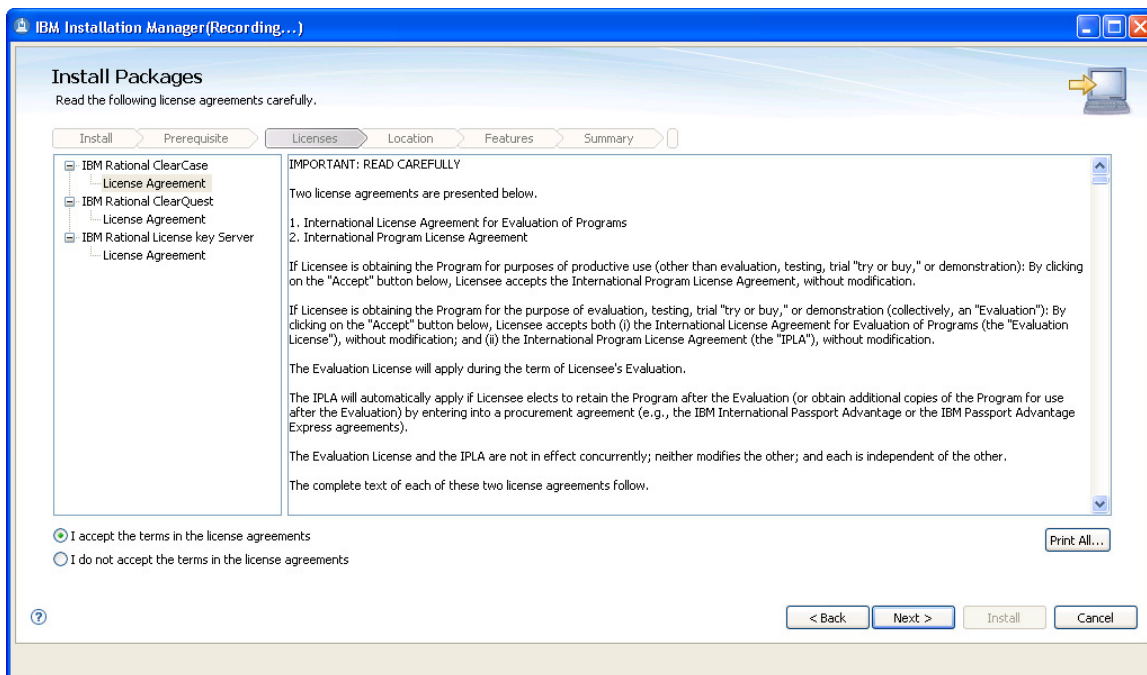 IBM Installation Manager(Recording...)
Install Packages
Read the following license agreements carefully.
Install
Prerequisite
Licenses
Location
Features
Summary
IBM Rational ClearCase
License Agreement
IBM Rational ClearQuest
License Agreement
IBM Rational License key Server
License Agreement
IMPORTANT: READ CAREFULLY
Two license agreements are presented below.
1. International License Agreement for Evaluation of Programs
2. International Program License Agreement
If Licensee is obtaining the Program for purposes of productive use (other than evaluation, testing, trial "try or buy," or demonstration): By clicking
on the "Accept" button below, Licensee accepts the International Program License Agreement, without modification.
If Licensee is obtaining the Program for the purpose of evaluation, testing, trial "try or buy," or demonstration (collectively, an "Evaluation"): By
clicking on the "Accept" button below, Licensee accepts both (i) the International License Agreement for Evaluation of Programs (the "Evaluation
License"), without modification; and (ii) the International Program License Agreement (the "IPLA"), without modification.
The Evaluation License will apply during the term of Licensee's Evaluation.
The IPLA will automatically apply if Licensee elects to retain the Program after the Evaluation (or obtain additional copies of the Program for use
after the Evaluation) by entering into a procurement agreement (e.g., the IBM International Passport Advantage or the IBM Passport Advantage
Express agreements).
The Evaluation License and the IPLA are not in effect concurrently; neither modifies the other; and each is independent of the other.
The complete text of each of these two license agreements follow.
I accept the terms in the license agreements
I do not accept the terms in the license agreements
Print All...
?
< Back
Next >
Install
Cancel